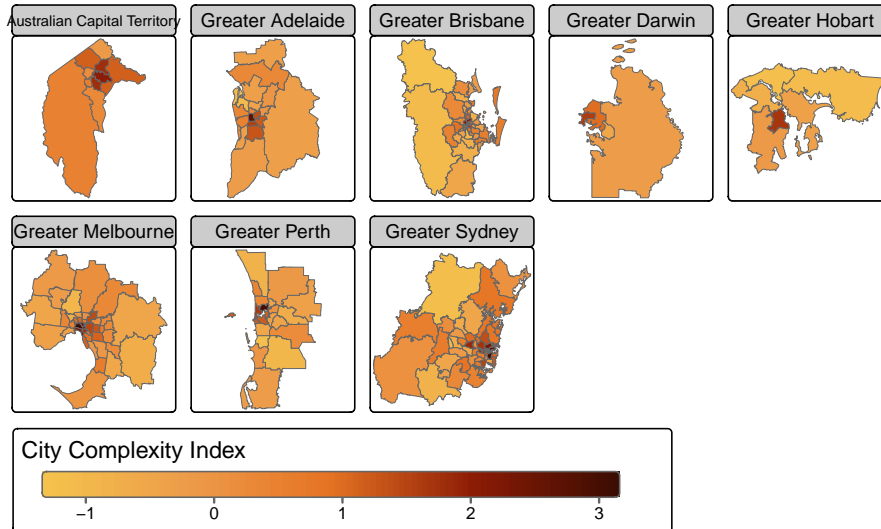 Australian Capital Territory
Greater Adelaide
Greater Brisbane
Greater Darwin
Greater Hobart
Greater Melbourne
Greater Perth
Greater Sydney
City Complexity Index
−1 0 1 2 3